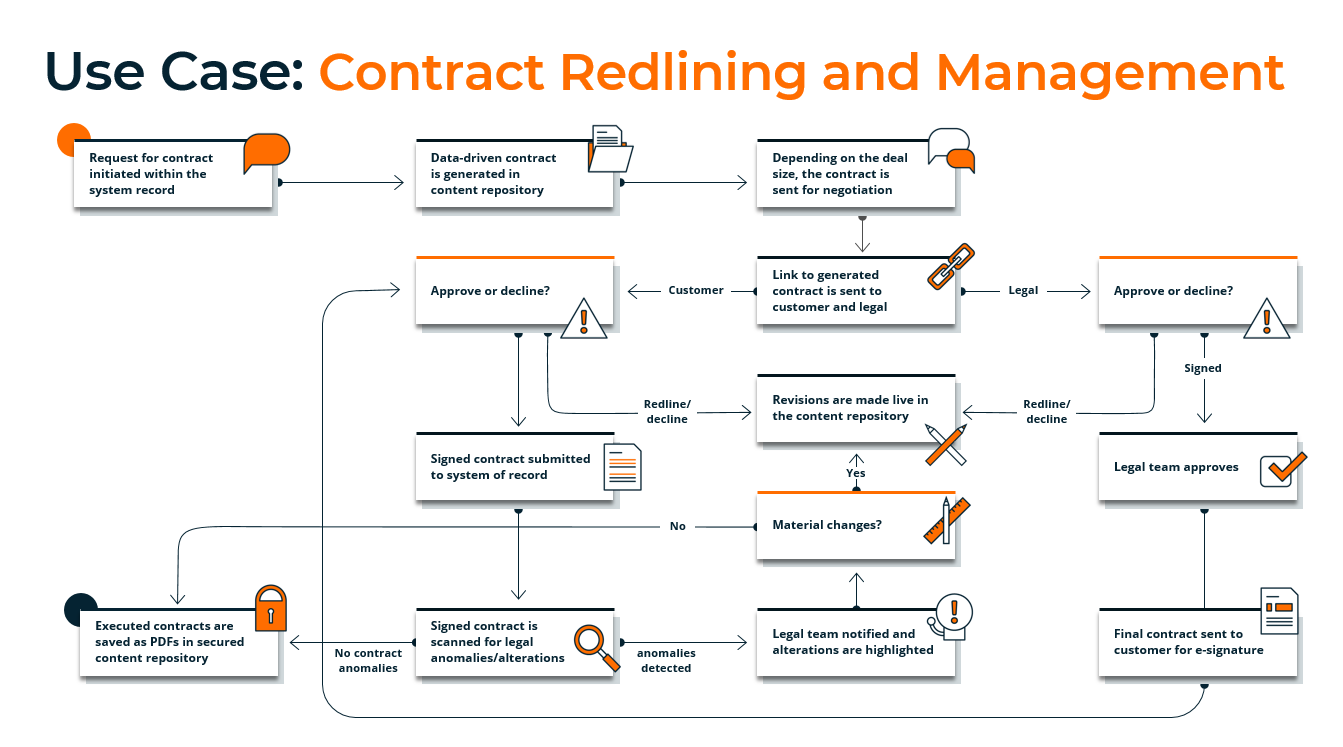 Use Case: Contract Redlining and Management
Request for contract
initiated within the
system record
Data-driven contract
is generated in
content repository
Depending on the deal
size, the contract is
sent for negotiation
Approve or decline?
Customer
Link to generated
contract is sent to
customer and legal
Legal
Approve or decline?
Signed
Redline/
decline
Revisions are made live in
the content repository
Redline/
decline
Signed contract submitted
to system of record
Yes
Legal team approves
No
Material changes?
Executed contracts are
saved as PDFs in secured
content repository
No contract
anomalies
Signed contract is
scanned for legal
anomalies/alterations
anomalies
detected
Legal team notified and
alterations are highlighted
Final contract sent to
customer for e-signature